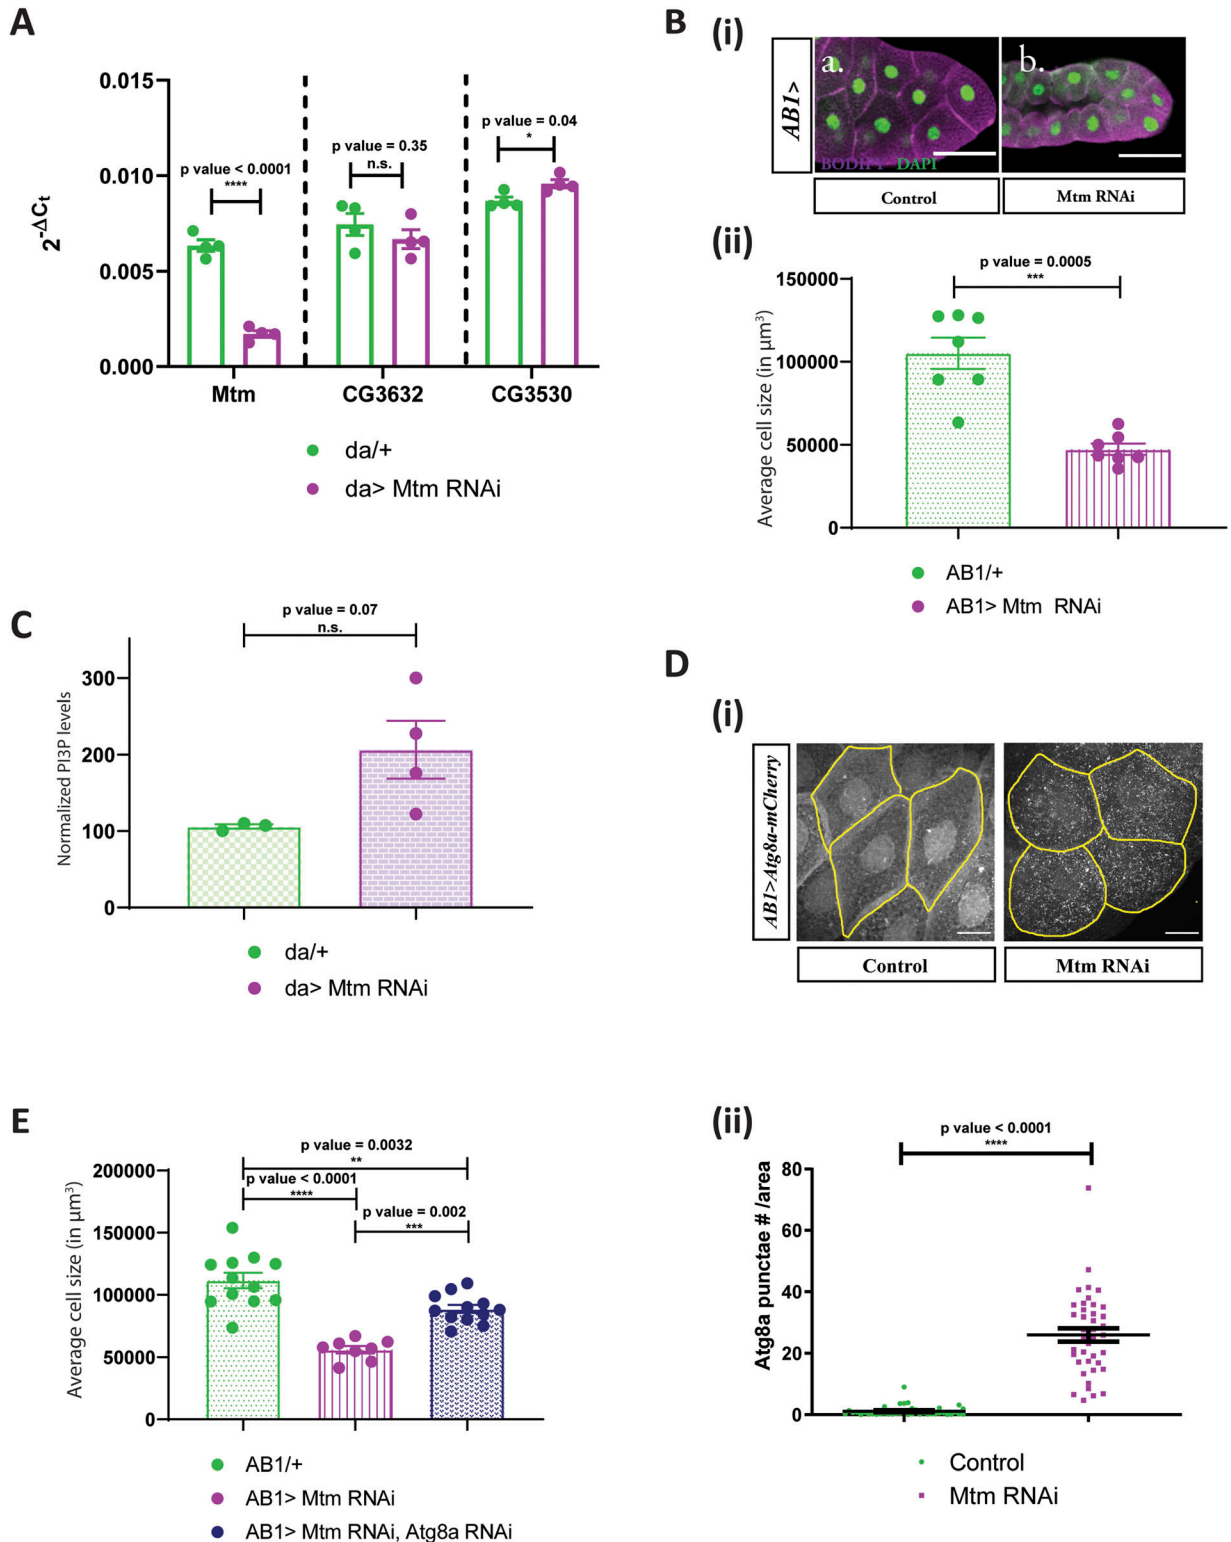 A
0.015
0.010
0.005
0.000
2^-ΔCt
p value < 0.0001
****
p value = 0.35
n.s.
p value = 0.04
*
Mtm
CG3632
CG3530
da/+
da> Mtm RNAi
B
(i)
AB1>
a.
b.
BODIPY DAPI
Control
Mtm RNAi
(ii)
150000
100000
50000
0
Average cell size (in µm³)
p value = 0.0005
***
AB1/+
AB1> Mtm RNAi
C
p value = 0.07
n.s.
300
200
100
0
Normalized PI3P levels
da/+
da> Mtm RNAi
D
(i)
AB1>Atg8a-mCherry
Control
Mtm RNAi
(ii)
p value < 0.0001
****
80
60
40
20
0
Atg8a punctae # /area
Control
Mtm RNAi
E
p value = 0.0032
**
p value < 0.0001
****
p value = 0.002
***
200000
150000
100000
50000
0
Average cell size (in µm³)
AB1/+
AB1> Mtm RNAi
AB1> Mtm RNAi, Atg8a RNAi